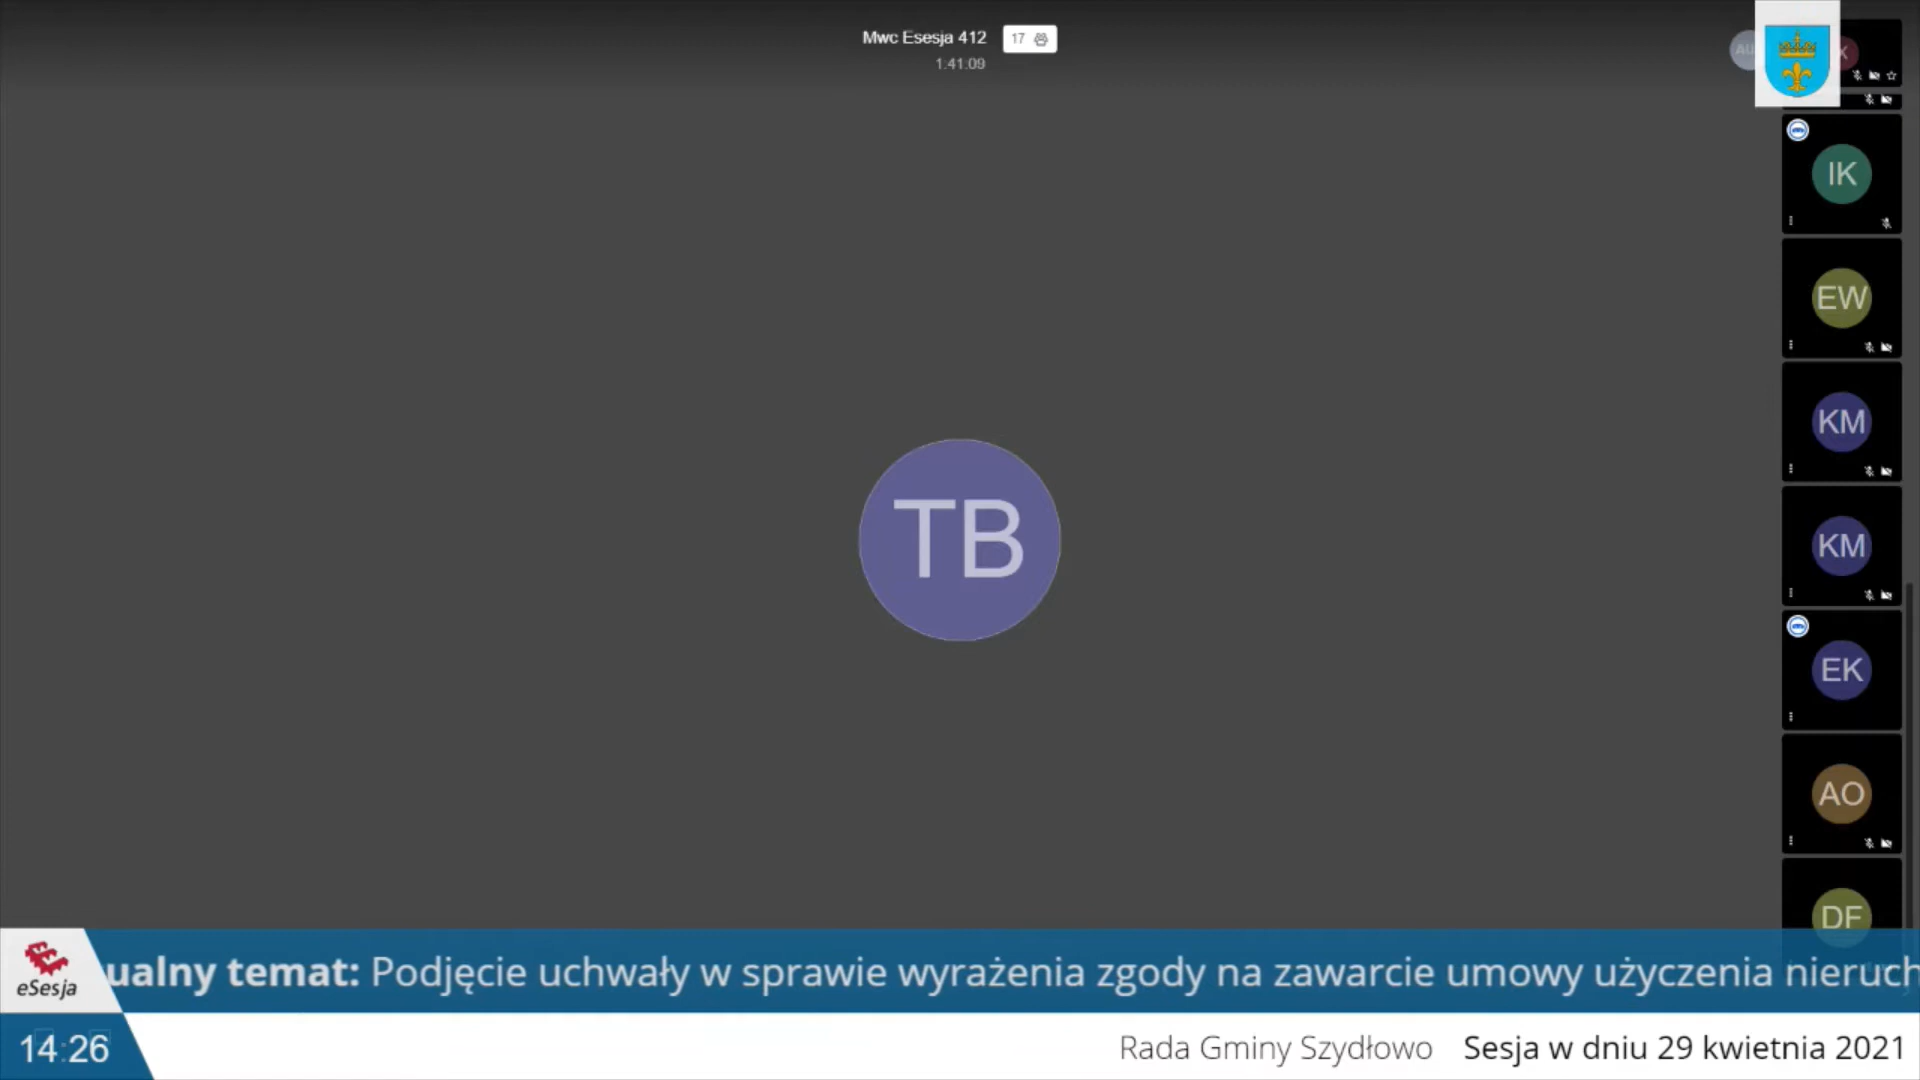 Mwc Esesja 412
17
1.41.09
AU
K
IK
EW
KM
KM
EK
AO
DF
TB
ualny temat: Podjęcie uchwały w sprawie wyrażenia zgody na zawarcie umowy użyczenia nieruch
eSesja
14:26
Rada Gminy Szydłowo
Sesja w dniu 29 kwietnia 2021